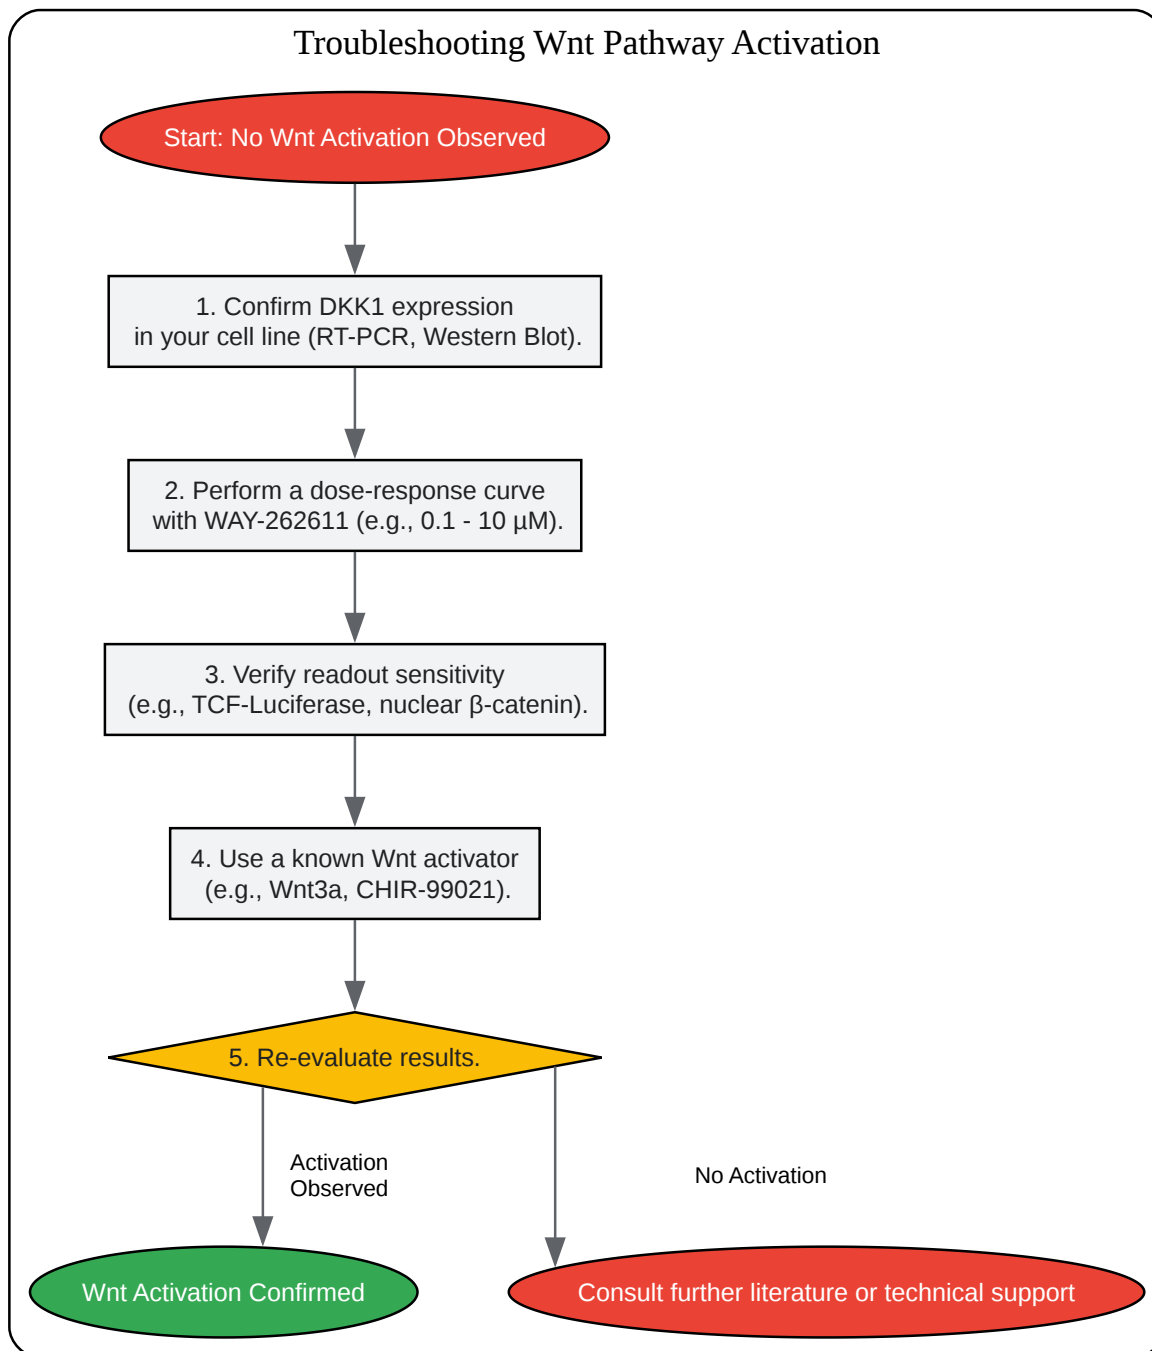 Troubleshooting Wnt Pathway Activation
Start: No Wnt Activation Observed
1. Confirm DKK1 expression
in your cell line (RT-PCR, Western Blot).
2. Perform a dose-response curve
with WAY-262611 (e.g., 0.1 - 10 µM).
3. Verify readout sensitivity
(e.g., TCF-Luciferase, nuclear β-catenin).
4. Use a known Wnt activator
(e.g., Wnt3a, CHIR-99021).
5. Re-evaluate results.
Activation
Observed
No Activation
Wnt Activation Confirmed
Consult further literature or technical support